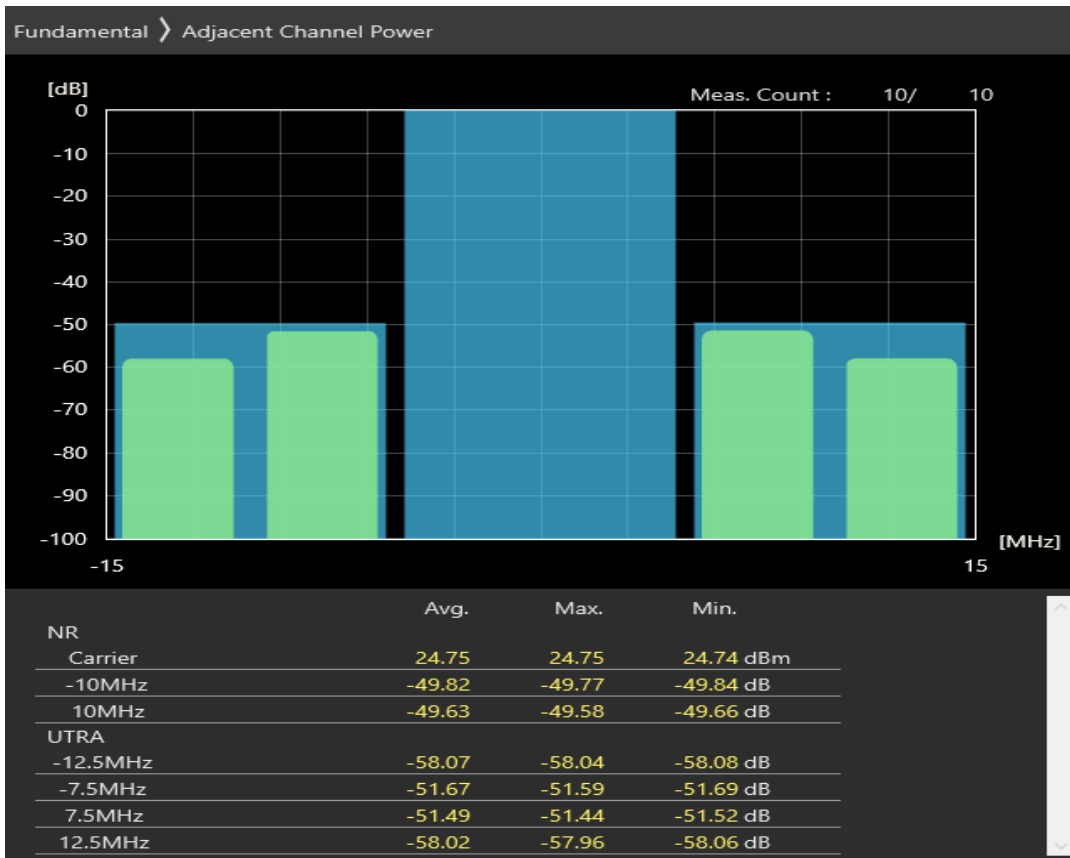 Fundamental 〉 Adjacent Channel Power
[dB]
Meas. Count : 10/ 10
0
-10
-20
-30
-40
-50
-60
-70
-80
-90
-100
[MHz]
-15 15
Avg. Max. Min.
NR
Carrier 24.75 24.75 24.74 dBm
-10MHz -49.82 -49.77 -49.84 dB
10MHz -49.63 -49.58 -49.66 dB
UTRA
-12.5MHz -58.07 -58.04 -58.08 dB
-7.5MHz -51.67 -51.59 -51.69 dB
7.5MHz -51.49 -51.44 -51.52 dB
12.5MHz -58.02 -57.96 -58.06 dB